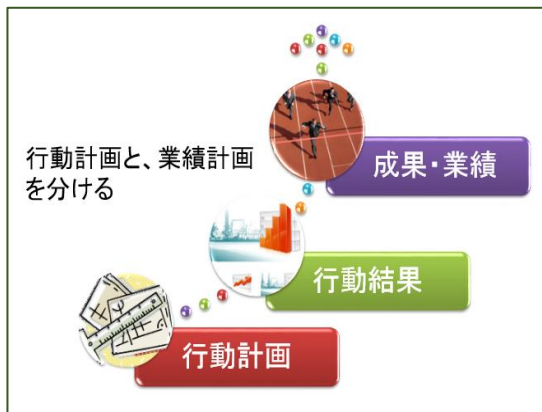 行動計画と、業績計画
を分ける
成果・業績
行動結果
行動計画